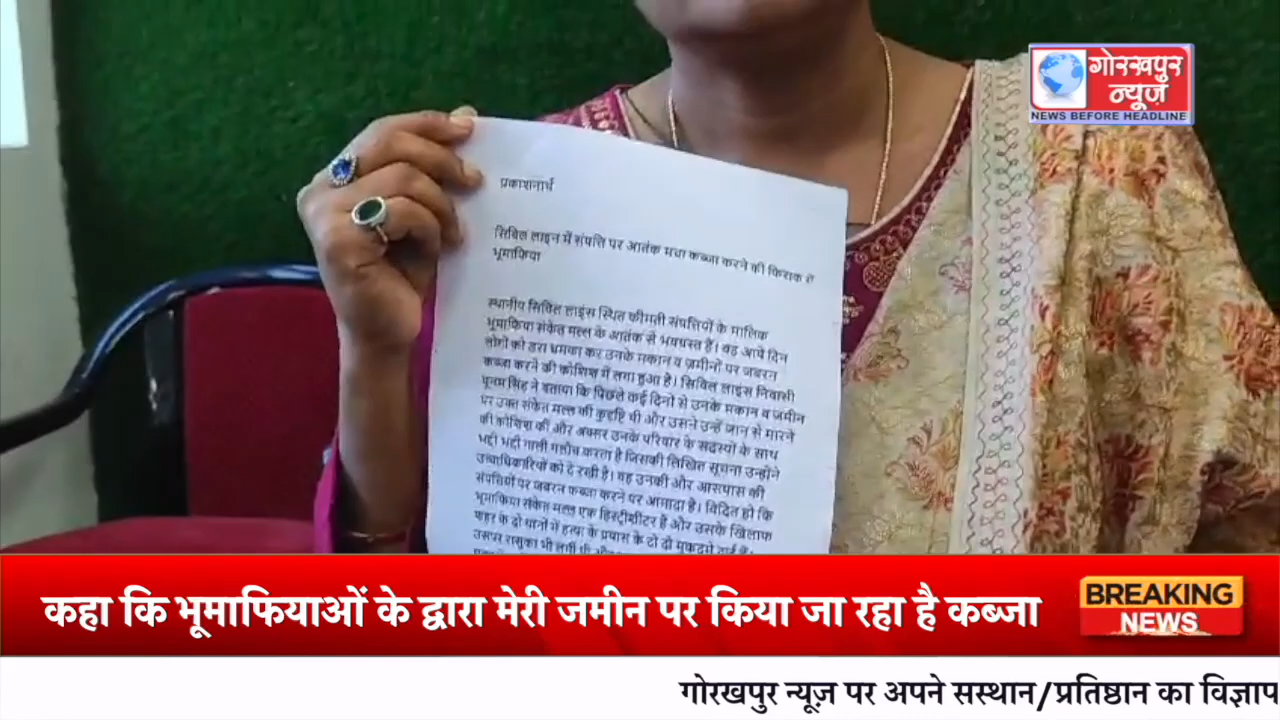 गोरखपुर
न्यूज़
NEWS BEFORE HEADLINE
प्रकाशनार्थ
सिविल लाइन में संपत्ति पर आतंक मचा कब्जा करने की फिराक में
भूमाफिया
स्थानीय सिविल लाइंस स्थित कीमती संपत्तियों के मालिक
भूमाफिया संकेत मल्ल के आतंक से भयग्रस्त हैं। वह आये दिन
लोगों को डरा धमका कर उनके मकान व ज़मीनों पर जबरन
कब्जा करने की कोशिश में लगा हुआ है। सिविल लाइंस निवासी
पूनम सिंह ने बताया कि पिछले कई दिनों से उनके मकान व जमीन
पर उक्त संकेत मल्ल की कुदृष्टि थी और उसने उन्हें जान से मारने
की कोशिश की और अक्सर उनके परिवार के सदस्यों के साथ
भद्दी भद्दी गाली गलौच करता है जिसकी लिखित सूचना उन्होंने
उच्चाधिकारियों को दे रखी है। यह उनकी और आसपास की
संपत्तियों पर जबरन कब्जा करने पर आमादा है। विदित हो कि
भूमाफिया संकेत मल्ल एक हिस्ट्रीशीटर है और उसके खिलाफ
शहर के दो थानों में हत्या के प्रयास के दो दो मुकदमे दर्ज हैं।
उसपर रासुका भी लगी थी
कहा कि भूमाफियाओं के द्वारा मेरी जमीन पर किया जा रहा है कब्जा
BREAKING
NEWS
गोरखपुर न्यूज़ पर अपने सस्थान/प्रतिष्ठान का विज्ञाप